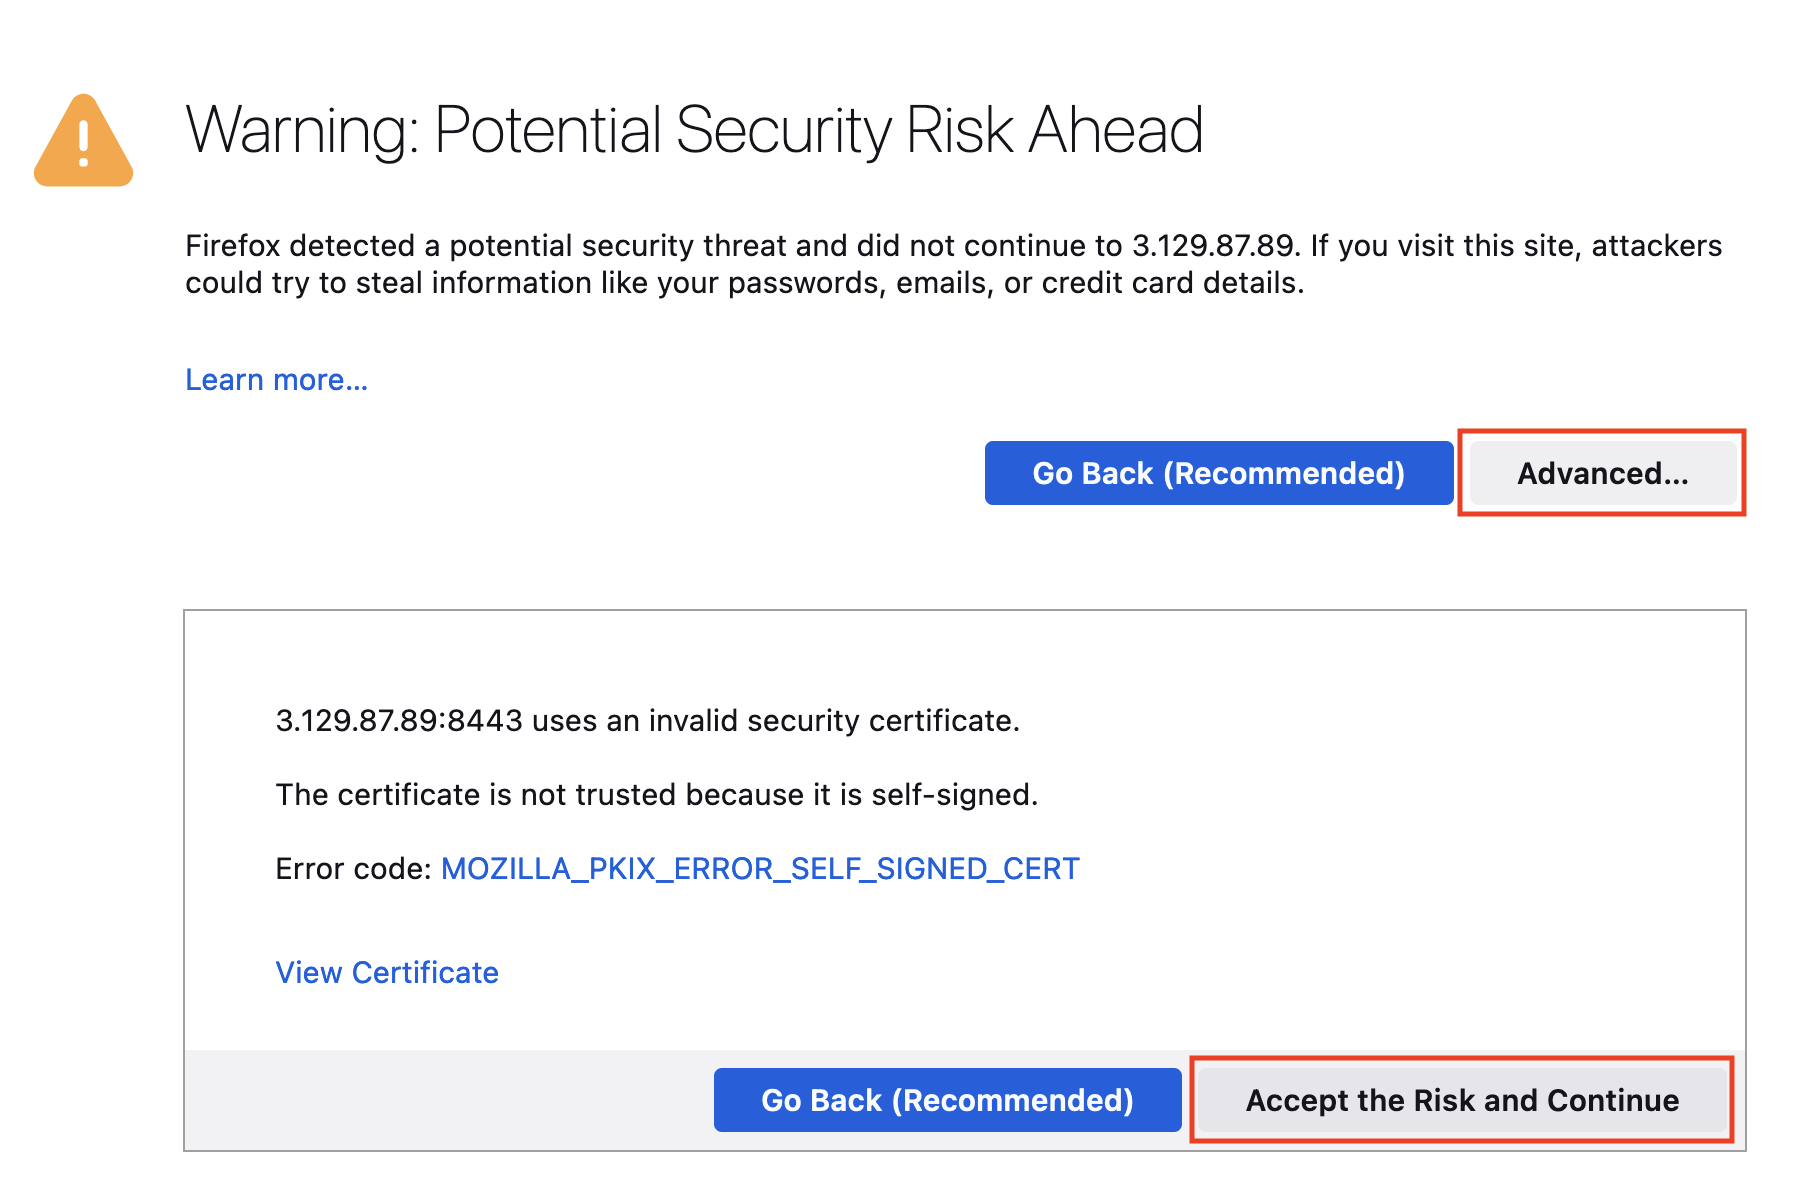 Warning: Potential Security Risk Ahead
Firefox detected a potential security threat and did not continue to 3.129.87.89. If you visit this site, attackers
could try to steal information like your passwords, emails, or credit card details.
Learn more...
Go Back (Recommended) Advanced...
3.129.87.89:8443 uses an invalid security certificate.
The certificate is not trusted because it is self-signed.
Error code: MOZILLA_PKIX_ERROR_SELF_SIGNED_CERT
View Certificate
Go Back (Recommended) Accept the Risk and Continue